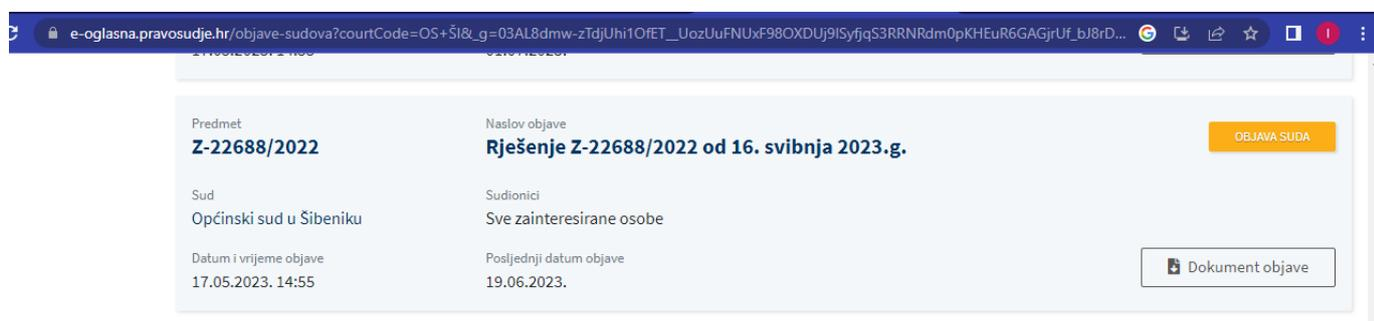 e-oglasna.pravosudje.hr/objave-sudova?courtCode=OS+ŠI&_g=03AL8dmw-zTdjUhi1OfET__UozUuFNUxF98OXDUj9ISyfjqS3RRNRdm0pKHEuR6GAGjrUf_bJ8rD...
Predmet
Z-22688/2022
Naslov objave
Rješenje Z-22688/2022 od 16. svibnja 2023.g.
OBJAVA SUDA
Sud
Općinski sud u Šibeniku
Sudionici
Sve zainteresirane osobe
Datum i vrijeme objave
17.05.2023. 14:55
Posljednji datum objave
19.06.2023.
Dokument objave